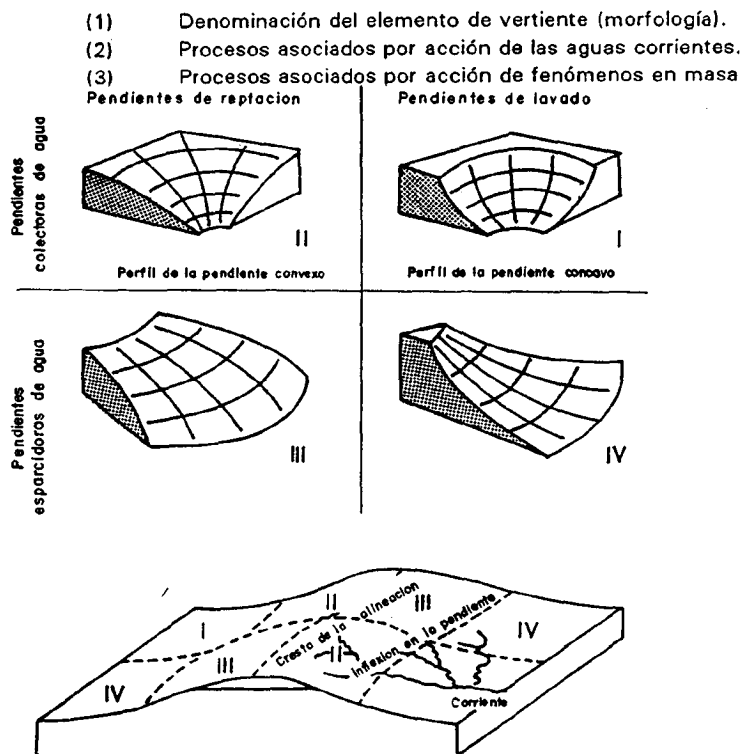 (1) Denominación del elemento de vertiente (morfología).
(2) Procesos asociados por acción de las aguas corrientes.
(3) Procesos asociados por acción de fenómenos en masa
Pendientes de reptacion
Pendientes de lavado
Pendientes
colectoras de agua
II
I
Perfil de la pendiente convexo
Perfil de la pendiente concavo
Pendientes
esparcidoras de agua
III
IV
II
III
I
IV
Cresta de la alineacion
Inflexion en la pendiente
III
II
IV
Corriente